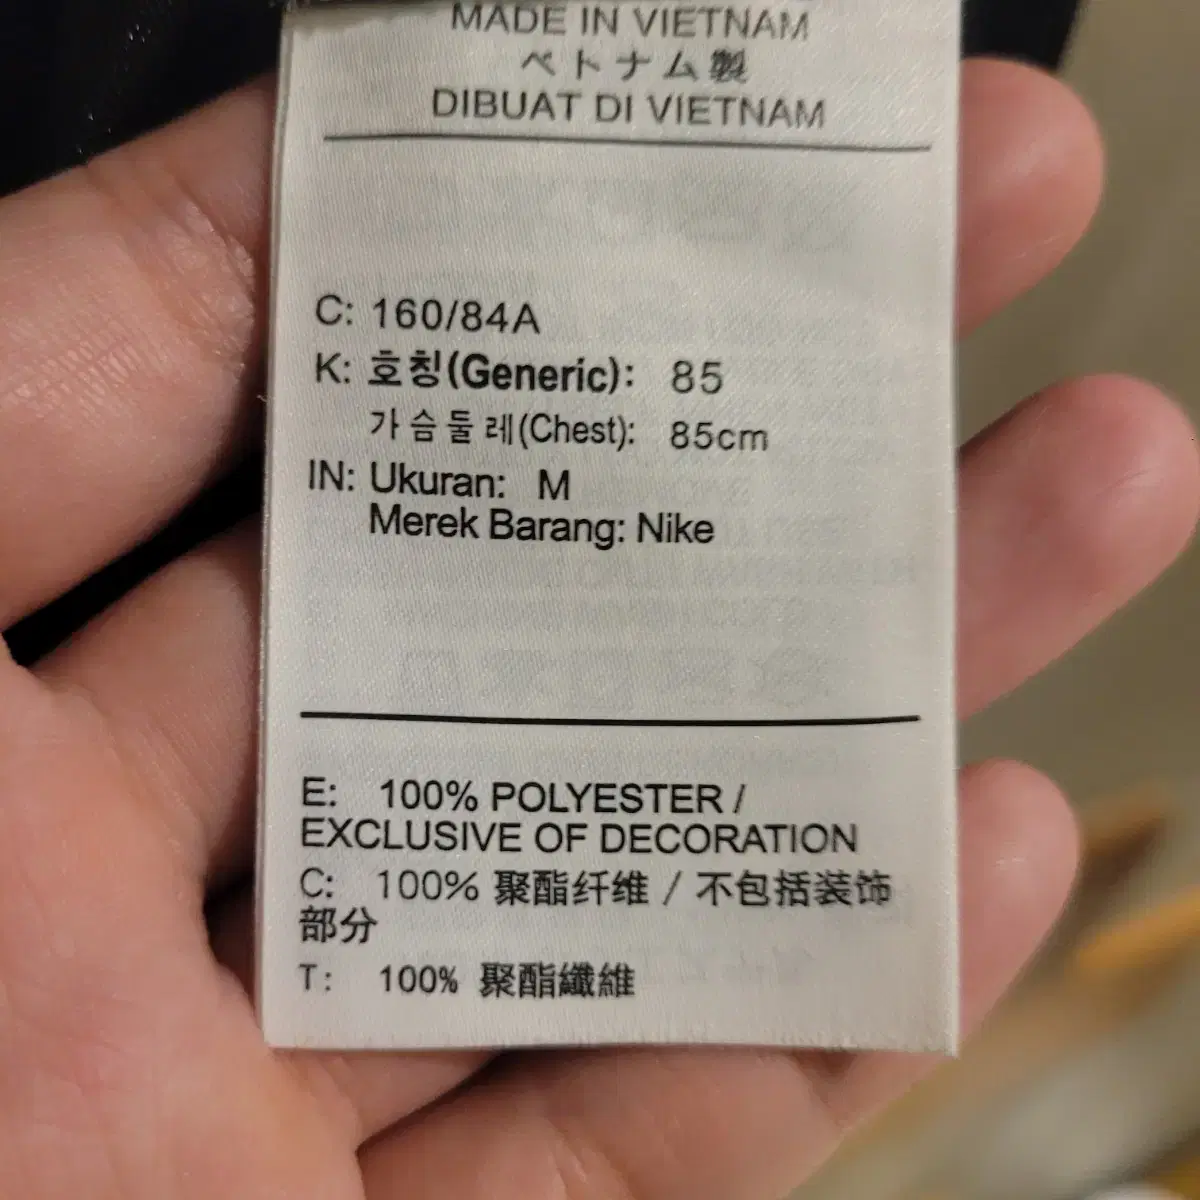 MADE IN VIETNAM
ベトナム製
DIBUAT DI VIETNAM
C: 160/84A
K: 호칭(Generic): 85
가슴둘레(Chest): 85cm
IN: Ukuran: M
Merek Barang: Nike
E: 100% POLYESTER /
EXCLUSIVE OF DECORATION
C: 100% 聚酯纤维 / 不包括装饰
部分
T: 100% 聚酯纖維